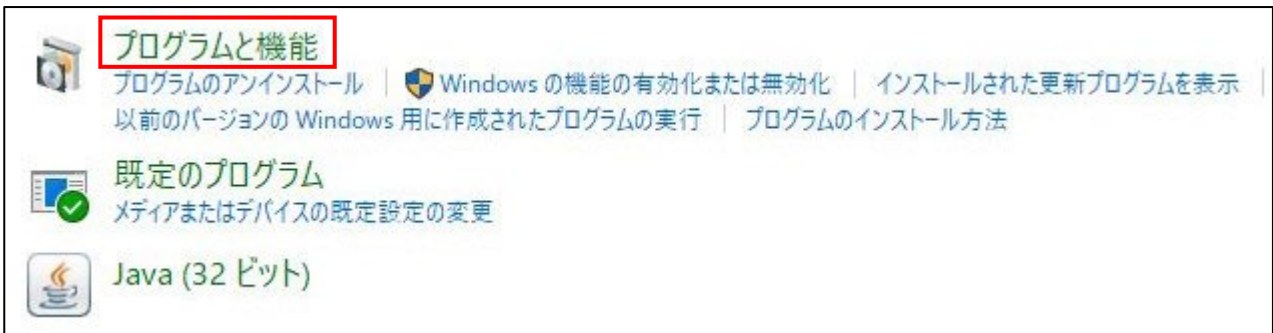 プログラムと機能
プログラムのアンインストール | Windows の機能の有効化または無効化 | インストールされた更新プログラムを表示 |
以前のバージョンの Windows 用に作成されたプログラムの実行 | プログラムのインストール方法
既定のプログラム
メディアまたはデバイスの既定設定の変更
Java (32 ビット)